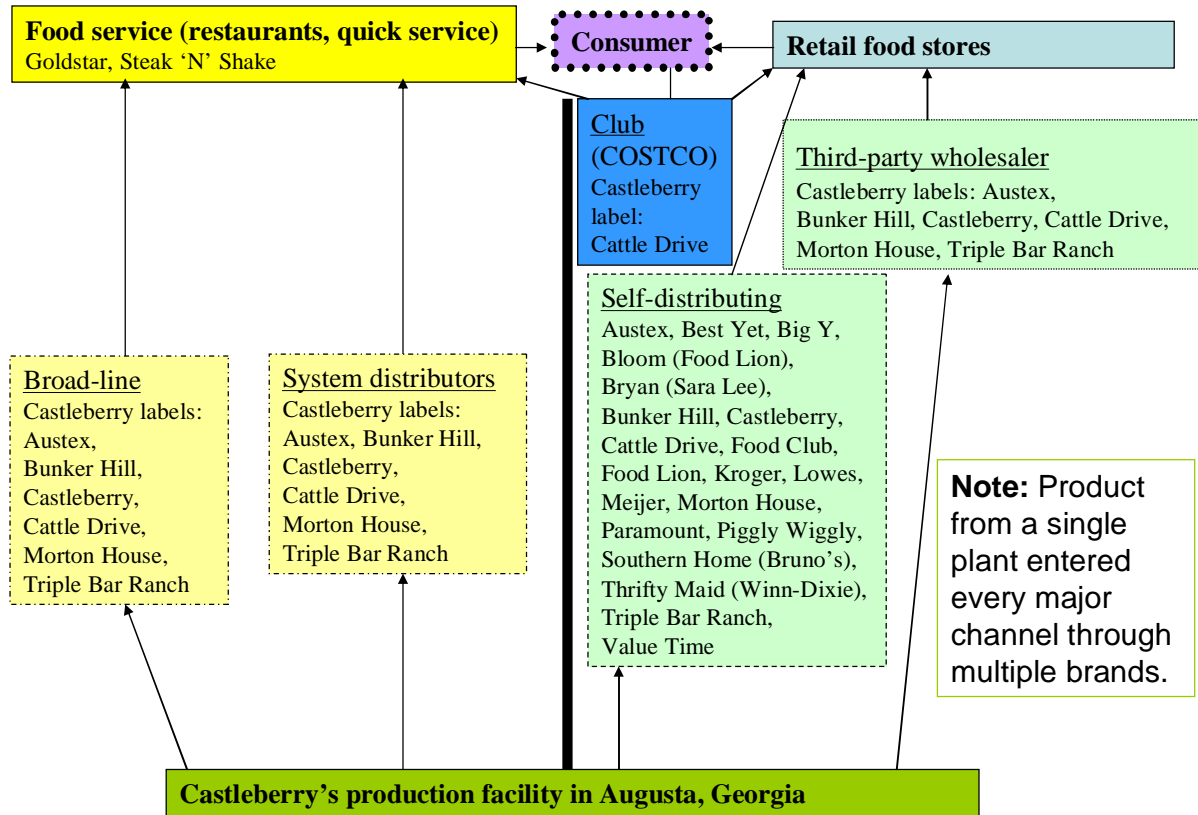 Food service (restaurants, quick service)
Goldstar, Steak ‘N’ Shake
Consumer
Retail food stores
Club
(COSTCO)
Castleberry
label:
Cattle Drive
Third-party wholesaler
Castleberry labels: Austex,
Bunker Hill, Castleberry, Cattle Drive,
Morton House, Triple Bar Ranch
Broad-line
Castleberry labels:
Austex,
Bunker Hill,
Castleberry,
Cattle Drive,
Morton House,
Triple Bar Ranch
System distributors
Castleberry labels:
Austex, Bunker Hill,
Castleberry,
Cattle Drive,
Morton House,
Triple Bar Ranch
Self-distributing
Austex, Best Yet, Big Y,
Bloom (Food Lion),
Bryan (Sara Lee),
Bunker Hill, Castleberry,
Cattle Drive, Food Club,
Food Lion, Kroger, Lowes,
Meijer, Morton House,
Paramount, Piggly Wiggly,
Southern Home (Bruno’s),
Thrifty Maid (Winn-Dixie),
Triple Bar Ranch,
Value Time
Note: Product
from a single
plant entered
every major
channel through
multiple brands.
Castleberry’s production facility in Augusta, Georgia